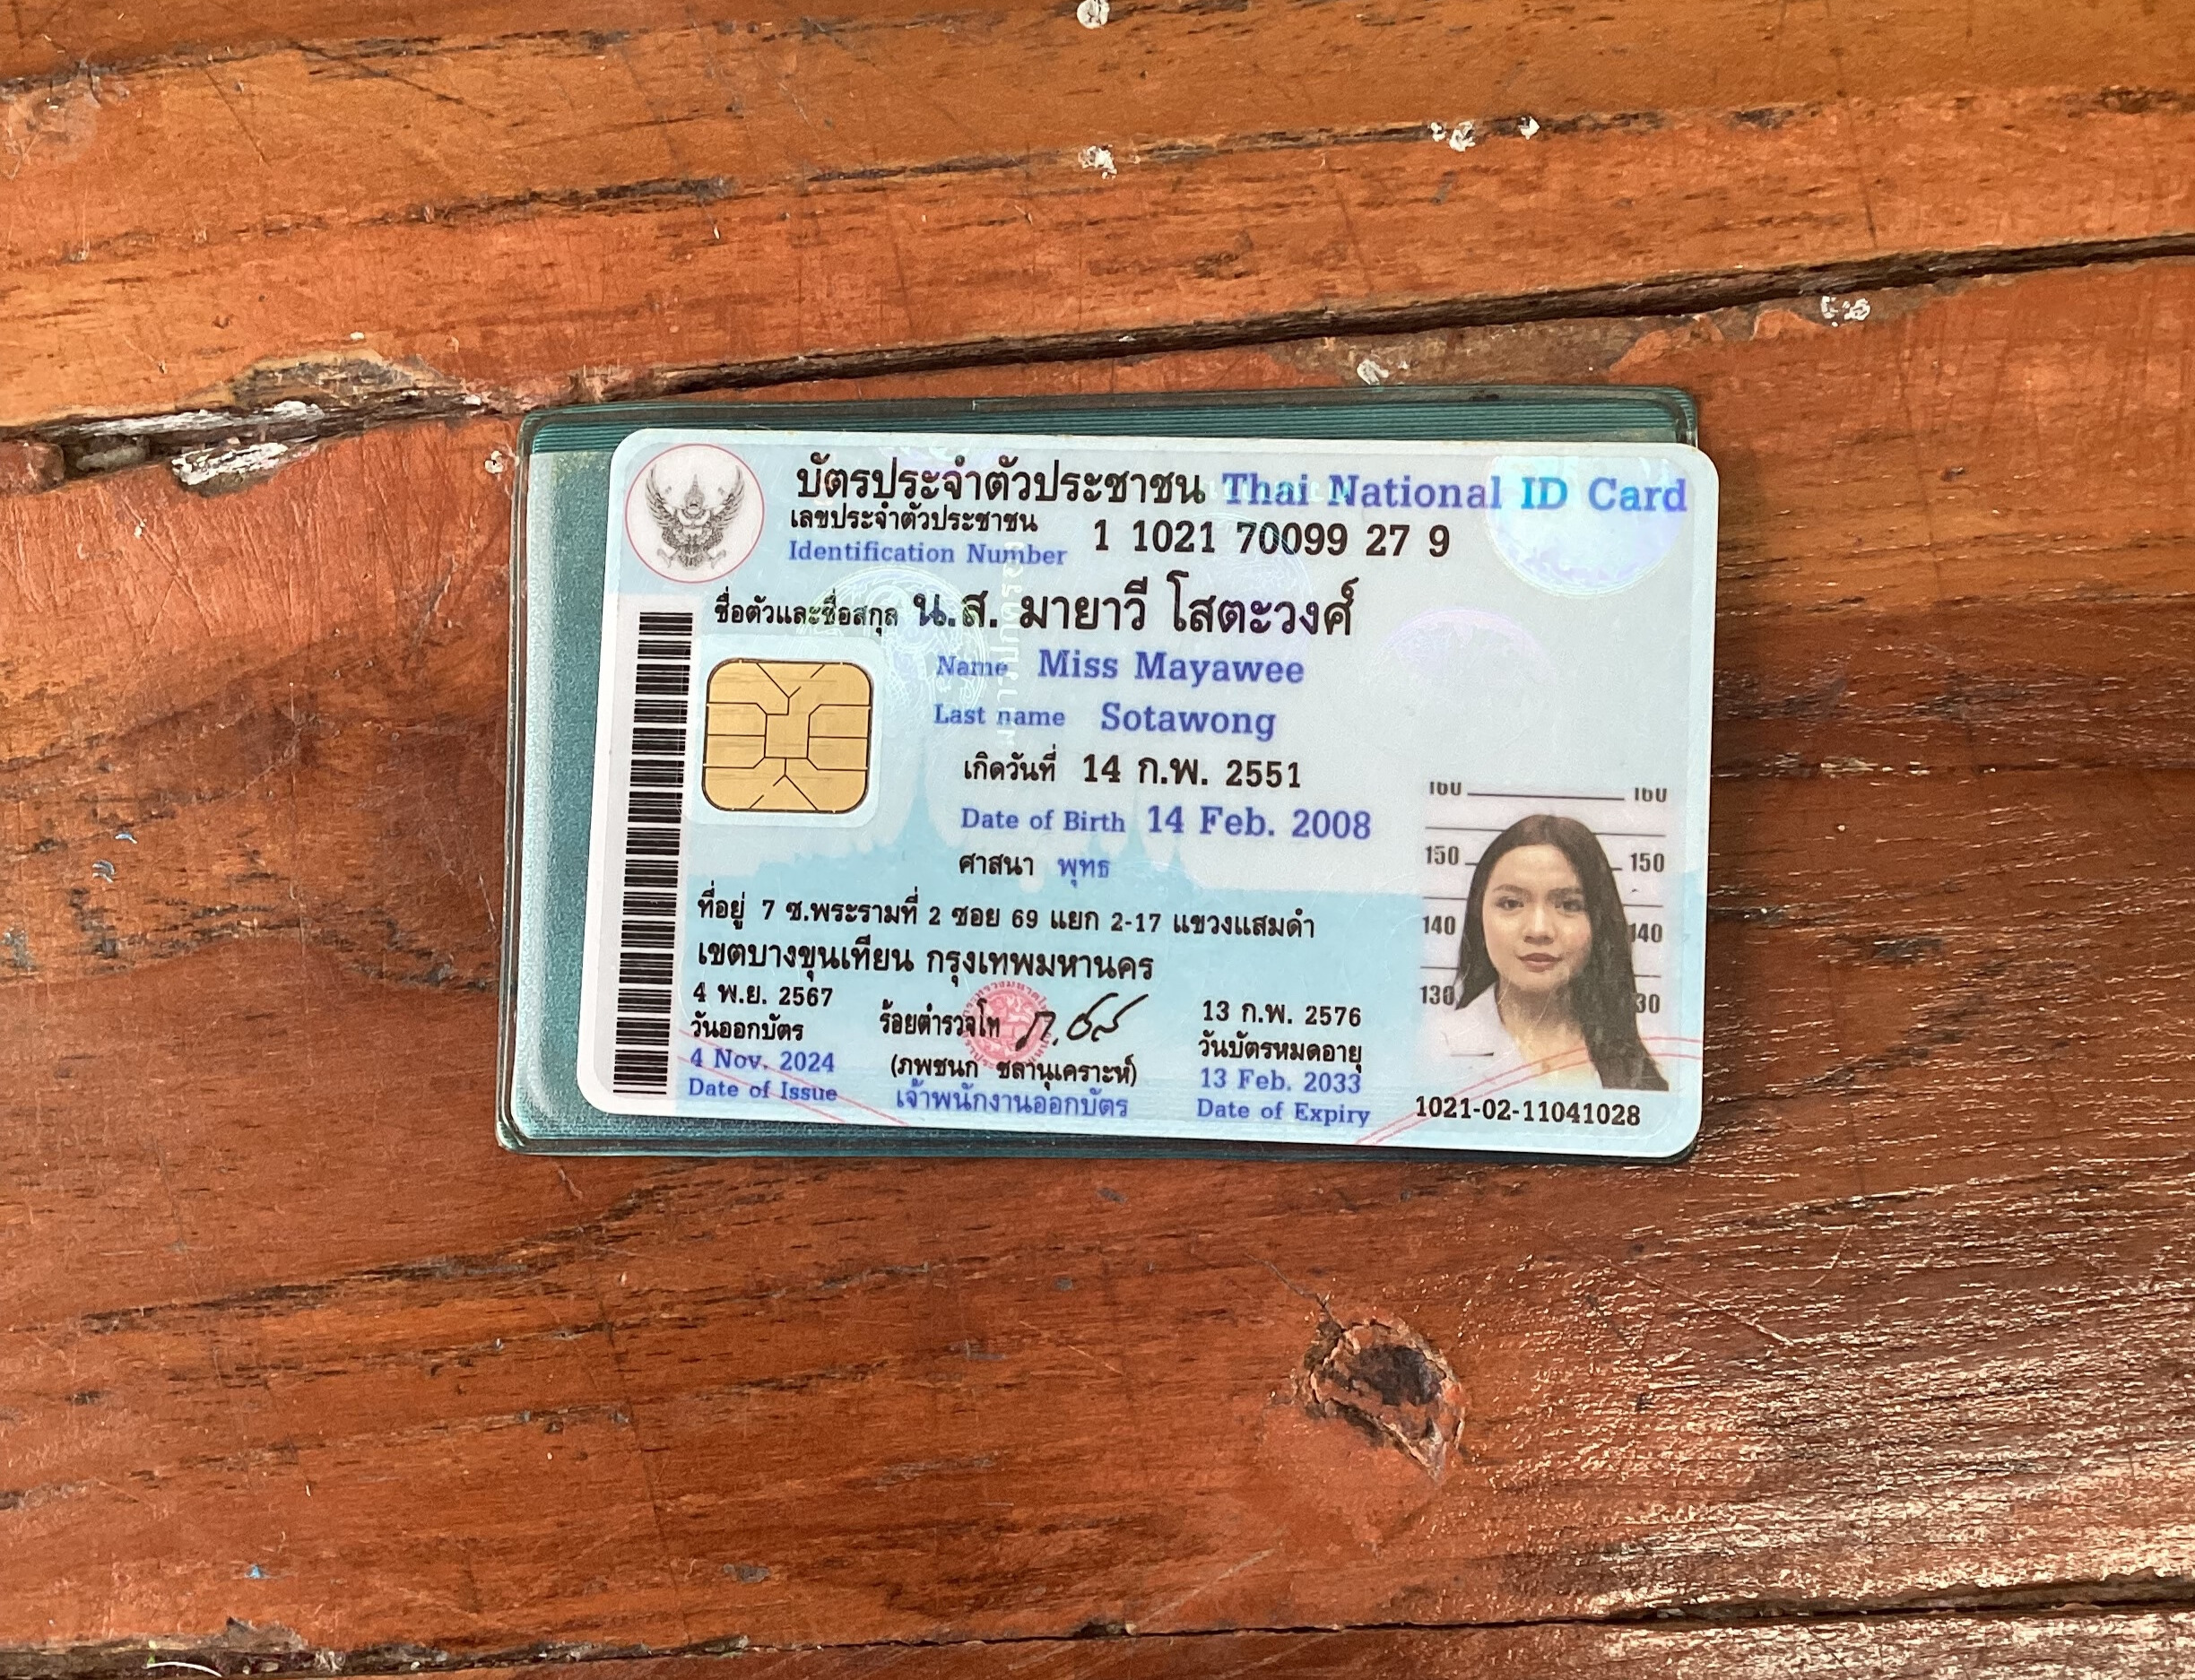 บัตรประจำตัวประชาชน Thai National ID Card
เลขประจำตัวประชาชน
Identification Number
1 1021 70099 27 9
ชื่อตัวและชื่อสกุล น.ส. มายาวี โสตะวงศ์
Name Miss Mayawee
Last name Sotawong
เกิดวันที่ 14 ก.พ. 2551
Date of Birth 14 Feb. 2008
ศาสนา พุทธ
ที่อยู่ 7 ซ.พระรามที่ 2 ซอย 69 แยก 2-17 แขวงแสมดำ
เขตบางขุนเทียน กรุงเทพมหานคร
4 พ.ย. 2567
วันออกบัตร
4 Nov. 2024
Date of Issue
ร้อยตำรวจโท
(ภพชนก ชลานุเคราะห์)
เจ้าพนักงานออกบัตร
13 ก.พ. 2576
วันบัตรหมดอายุ
13 Feb. 2033
Date of Expiry
160 160
150 150
140 140
130 30
1021-02-11041028